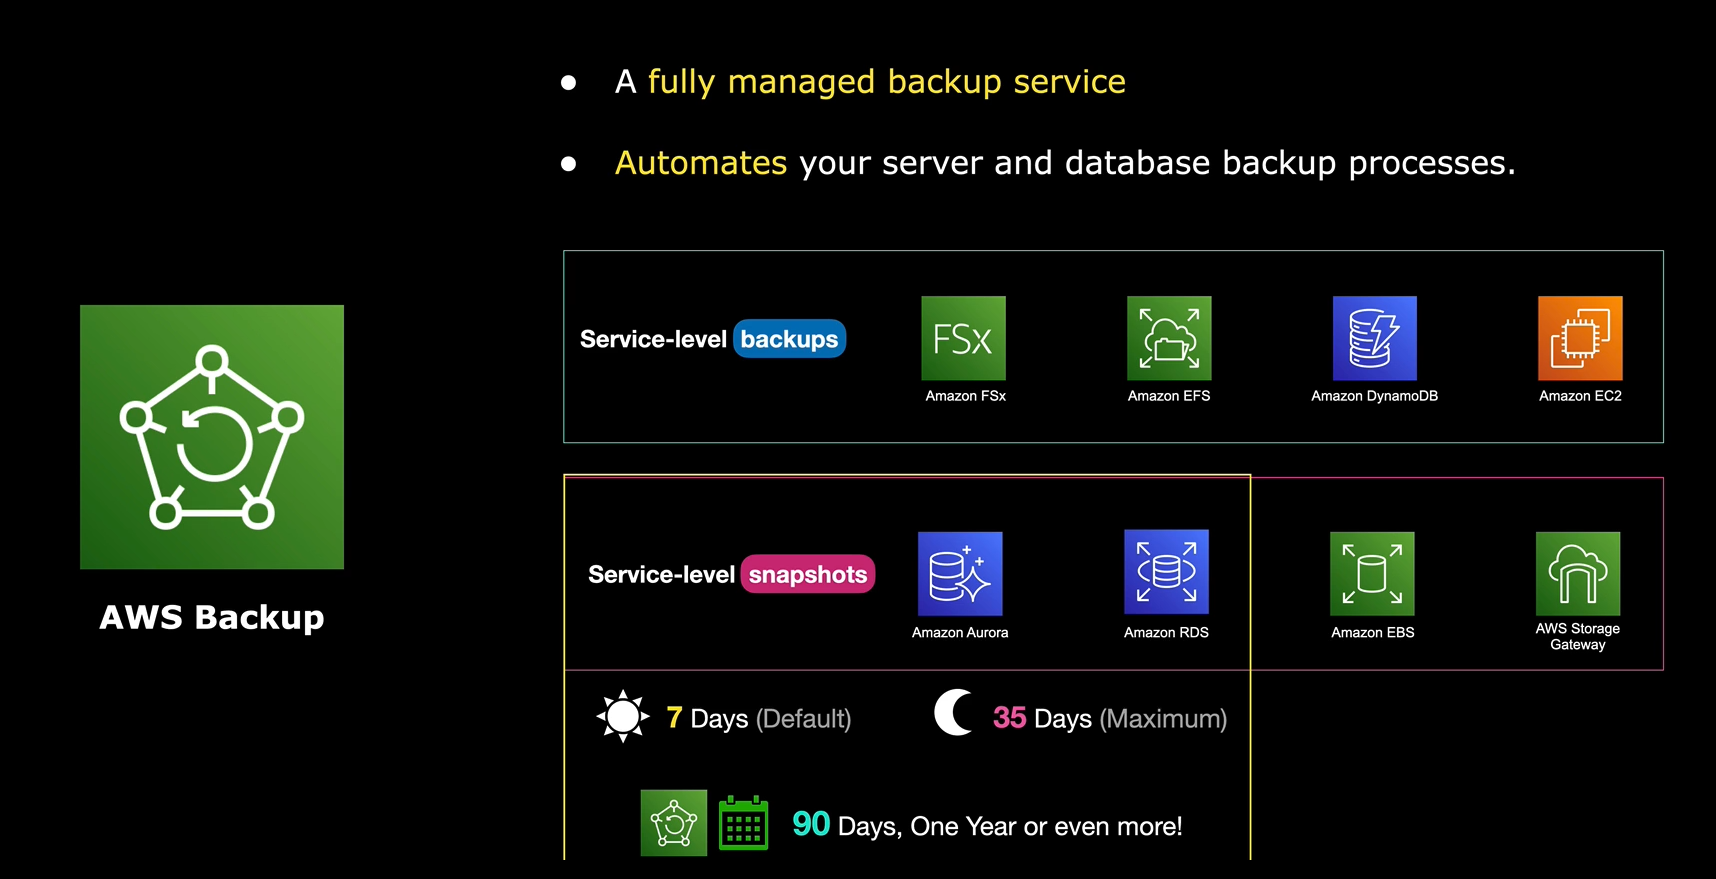 ● A fully managed backup service
● Automates your server and database backup processes.
Service-level backups
FSx
Amazon FSx
Amazon EFS
Amazon DynamoDB
Amazon EC2
AWS Backup
Service-level snapshots
Amazon Aurora
Amazon RDS
Amazon EBS
AWS Storage
Gateway
7 Days (Default)
35 Days (Maximum)
90 Days, One Year or even more!